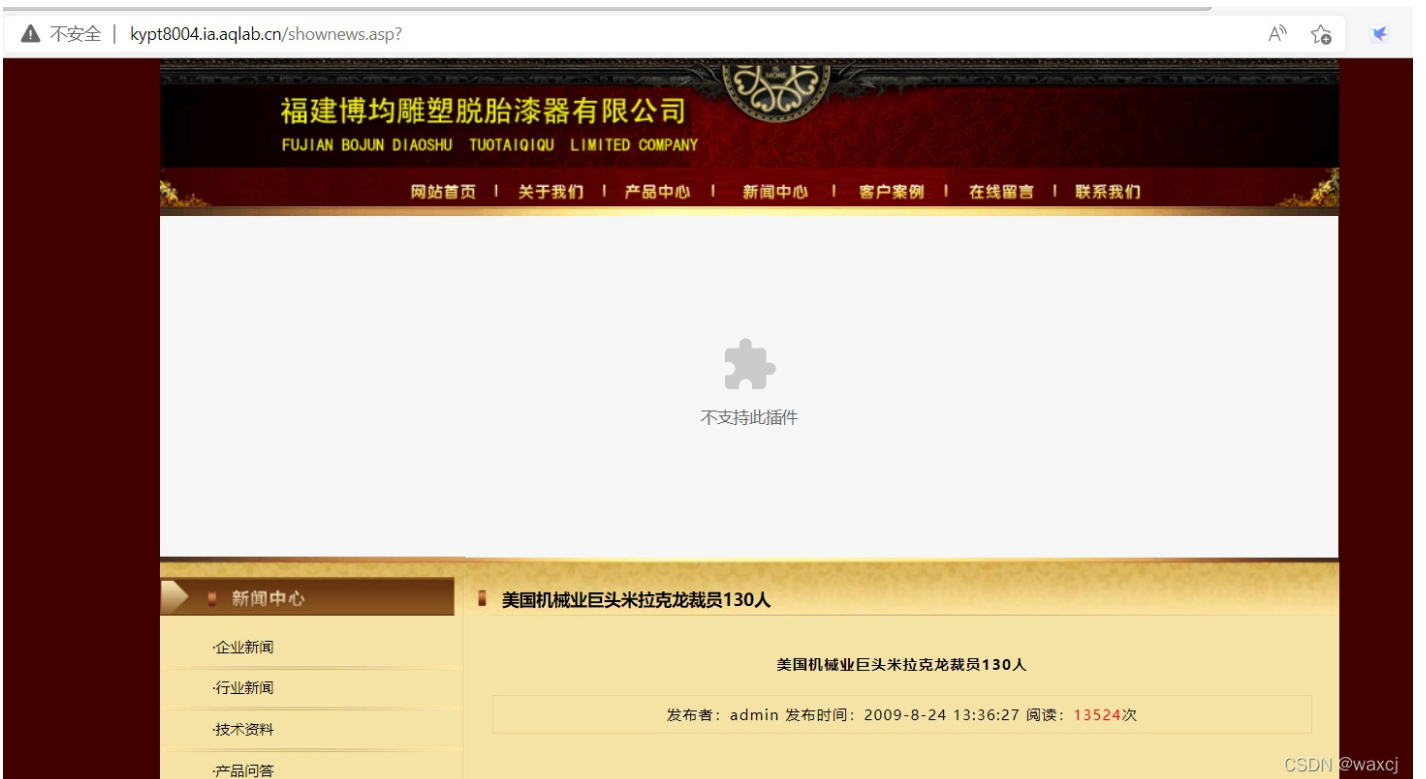 不安全 | kypt8004.ia.aqlab.cn/shownews.asp?
福建博均雕塑脱胎漆器有限公司
FUJIAN BOJUN DIAOSHU TUOTAIQIQU LIMITED COMPANY
网站首页 | 关于我们 | 产品中心 | 新闻中心 | 客户案例 | 在线留言 | 联系我们
不支持此插件
新闻中心
美国机械业巨头米拉克龙裁员130人
·企业新闻
·行业新闻
·技术资料
·产品问答
美国机械业巨头米拉克龙裁员130人
发布者：admin 发布时间：2009-8-24 13:36:27 阅读：13524次
CSDN @waxcj